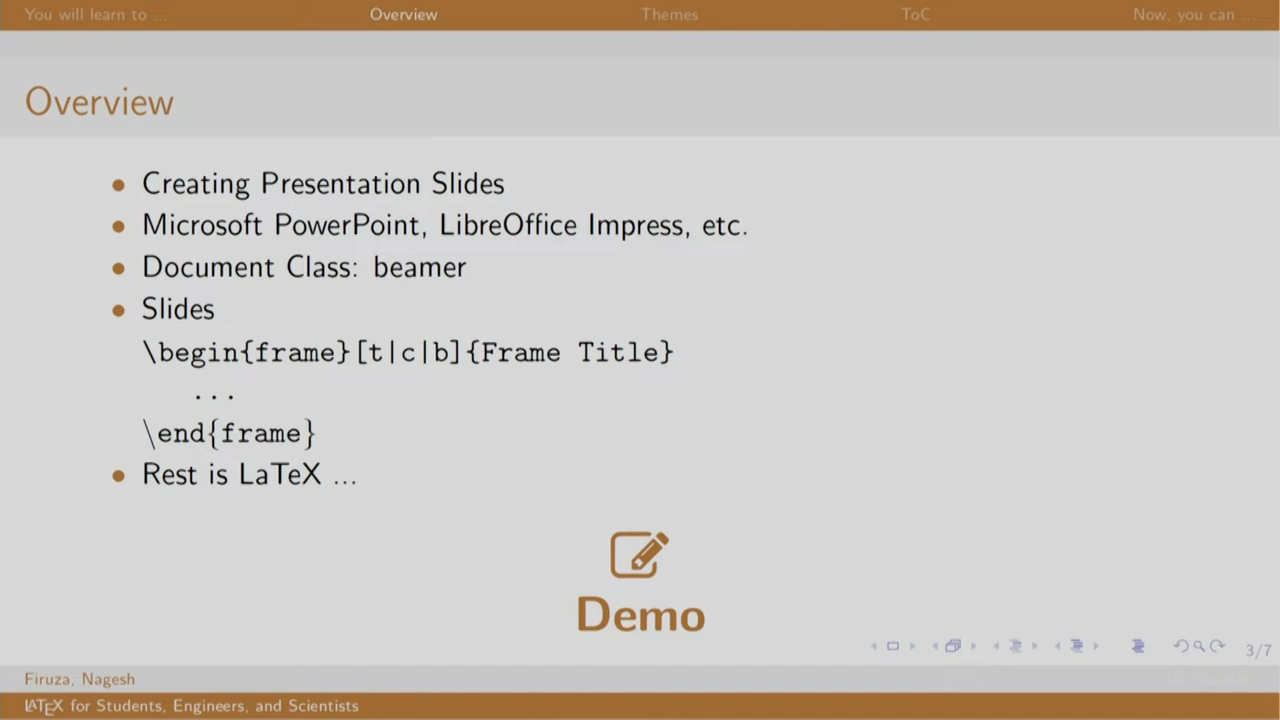 You will learn to ... Overview Themes ToC Now, you can ...
Overview
• Creating Presentation Slides
• Microsoft PowerPoint, LibreOffice Impress, etc.
• Document Class: beamer
• Slides
\begin{frame}[t|c|b]{Frame Title}
...
\end{frame}
• Rest is LaTeX ...
Demo
3/7
Firuza, Nagesh
LATEX for Students, Engineers, and Scientists